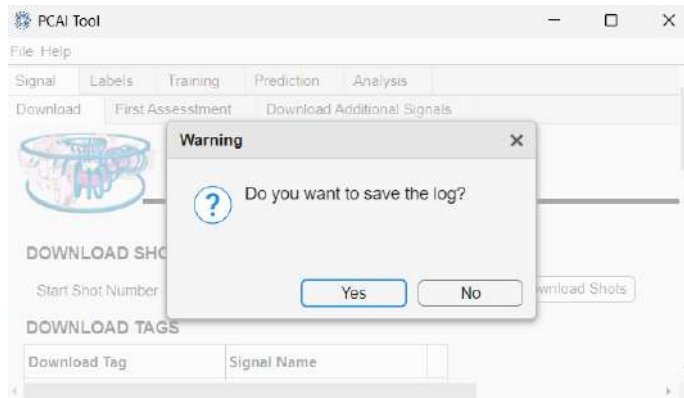 PCAI Tool
File Help
Signal Labels Training Prediction Analysis
Download First Assesstment Download Additional Signals
Warning
Do you want to save the log?
DOWNLOAD SHO
Start Shot Number
Yes No
wnload Shots
DOWNLOAD TAGS
Download Tag Signal Name